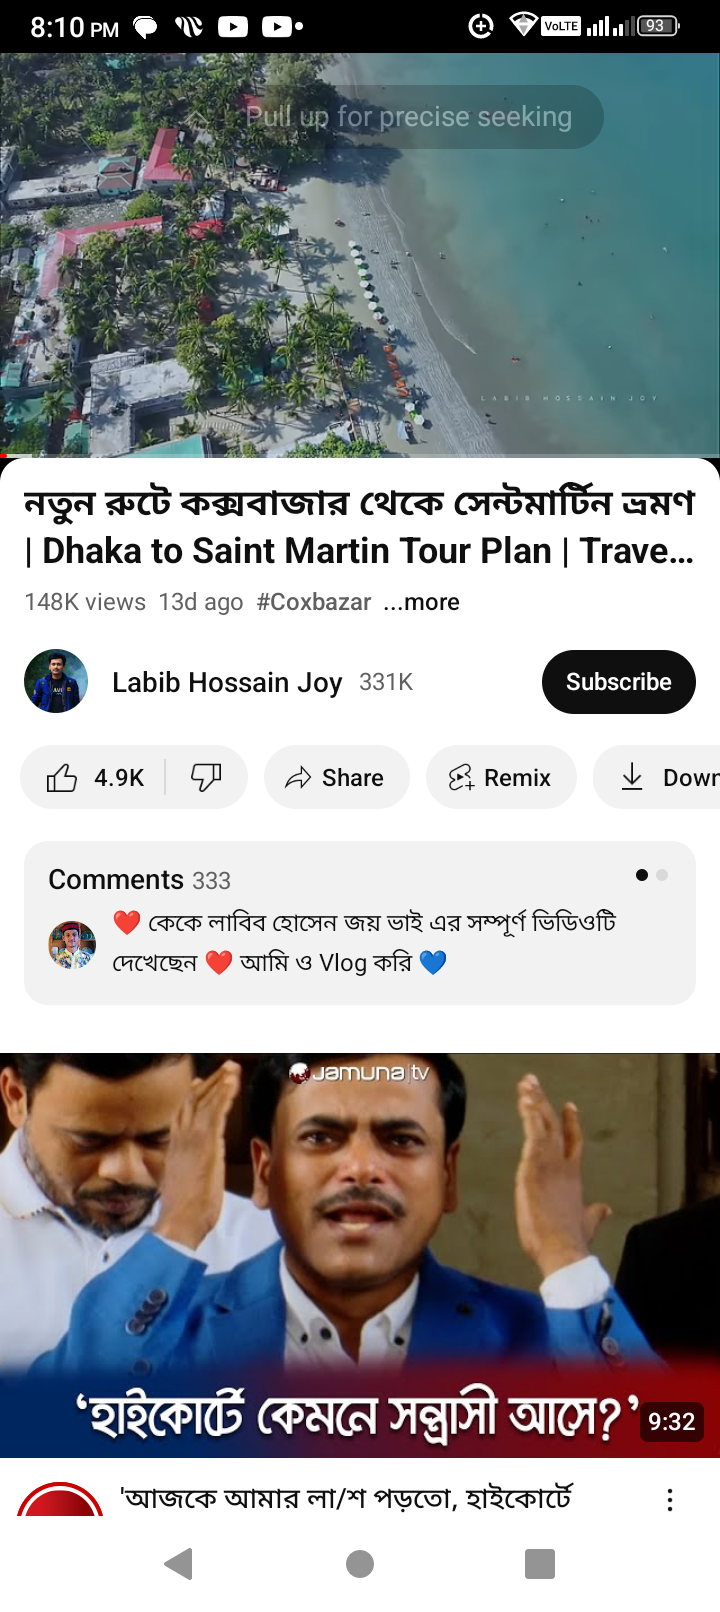 8:10 PM
VoLTE
93
Pull up for precise seeking
LABIB HOSSAIN JOY
নতুন রুটে কক্সবাজার থেকে সেন্টমার্টিন ভ্রমণ
| Dhaka to Saint Martin Tour Plan | Trave...
148K views 13d ago #Coxbazar ...more
Labib Hossain Joy 331K
Subscribe
4.9K
Share
Remix
Down
Comments 333
❤️ কেকে লাবিব হোসেন জয় ভাই এর সম্পূর্ণ ভিডিওটি
দেখেছেন ❤️ আমি ও Vlog করি 💙
Jamuna tv
‘হাইকোর্টে কেমনে সন্ত্রাসী আসে?’
9:32
'আজকে আমার লা/শ পড়তো, হাইকোর্টে